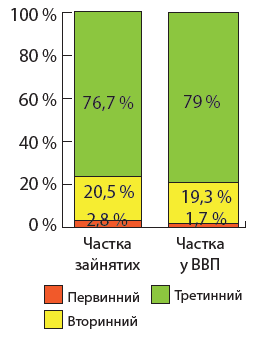 100 %
80 %
60 %
40 %
20 %
0 %
76,7 %
79 %
20,5 %
19,3 %
2,8 %
1,7 %
Частка
зайнятих
Частка
у ВВП
Первинний
Третинний
Вторинний